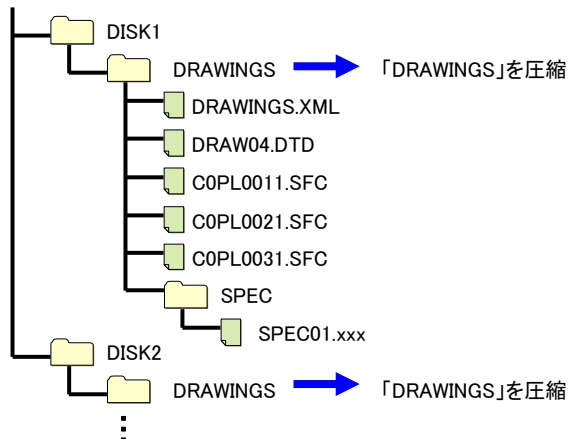 DISK1
DRAWINGS 「DRAWINGS」を圧縮
DRAWINGS.XML
DRAW04.DTD
C0PL0011.SFC
C0PL0021.SFC
C0PL0031.SFC
SPEC
SPEC01.xxx
DISK2
DRAWINGS 「DRAWINGS」を圧縮